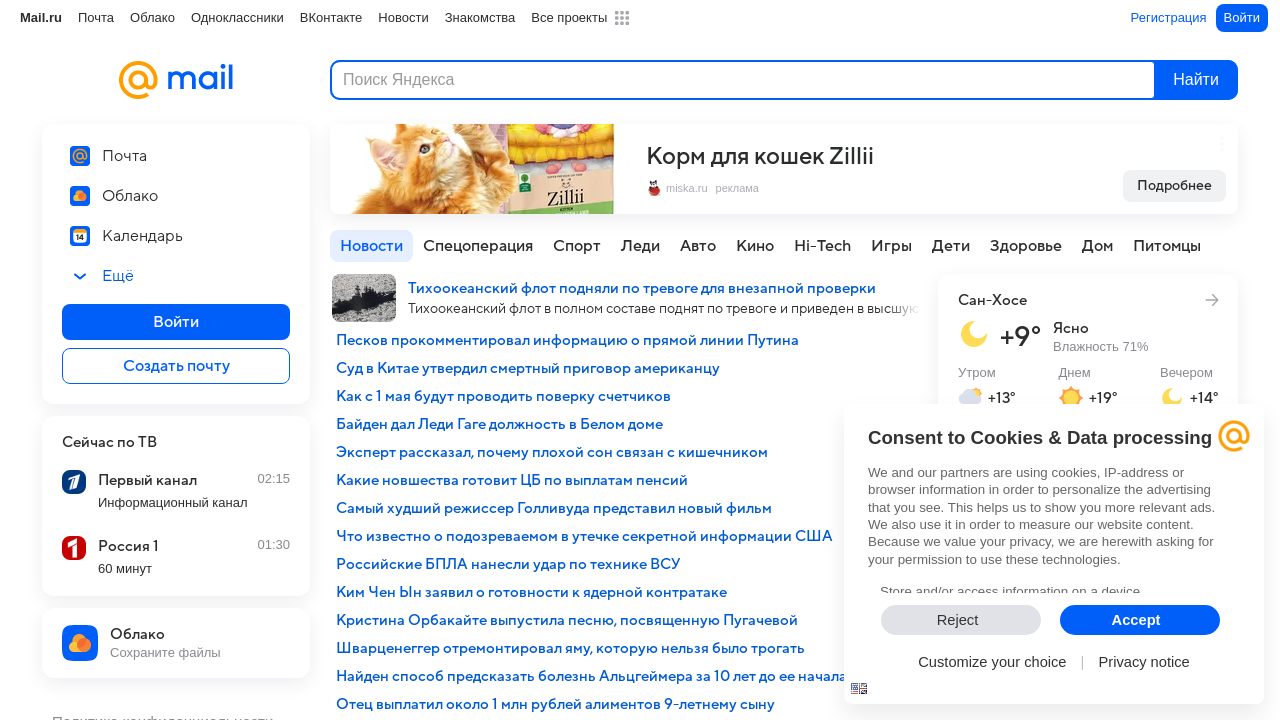 Mail.ru Почта Облако Одноклассники ВКонтакте Новости Знакомства Все проекты Регистрация Войти
mail Поиск Яндекса Найти
Почта
Облако
14 Календарь
Ещё
Войти
Создать почту
Zillii
Корм для кошек Zillii
miska.ru реклама
Подробнее
Новости Спецоперация Спорт Леди Авто Кино Hi-Tech Игры Дети Здоровье Дом Питомцы
Тихоокеанский флот подняли по тревоге для внезапной проверки
Тихоокеанский флот в полном составе поднят по тревоге и приведен в высшую
Песков прокомментировал информацию о прямой линии Путина
Суд в Китае утвердил смертный приговор американцу
Как с 1 мая будут проводить поверку счетчиков
Байден дал Леди Гаге должность в Белом доме
Эксперт рассказал, почему плохой сон связан с кишечником
Какие новшества готовит ЦБ по выплатам пенсий
Самый худший режиссер Голливуда представил новый фильм
Что известно о подозреваемом в утечке секретной информации США
Российские БПЛА нанесли удар по технике ВСУ
Ким Чен Ын заявил о готовности к ядерной контратаке
Кристина Орбакайте выпустила песню, посвященную Пугачевой
Шварценеггер отремонтировал яму, которую нельзя было трогать
Найден способ предсказать болезнь Альцгеймера за 10 лет до ее начала
Отец выплатил около 1 млн рублей алиментов 9-летнему сыну
Сан-Хосе
+9° Ясно
Влажность 71%
Утром Днем Вечером
+13° +19° +14°
Сейчас по ТВ
Первый канал 02:15
Информационный канал
Россия 1 01:30
60 минут
Облако
Сохраните файлы
Политика конфиденциальности
Consent to Cookies & Data processing
We and our partners are using cookies, IP-address or
browser information in order to personalize the advertising
that you see. This helps us to show you more relevant ads.
We also use it in order to measure our website content.
Because we value your privacy, we are herewith asking for
your permission to use these technologies.
Store and/or access information on a device
Reject Accept
Customize your choice | Privacy notice